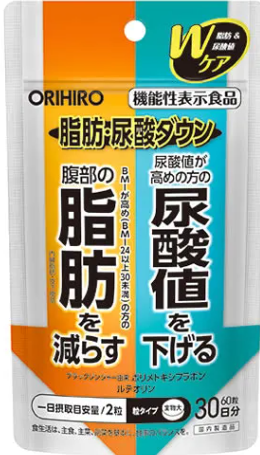 脂肪&
尿酸値
Wケア
ORIHIRO
機能性表示食品
脂肪・尿酸ダウン
BMIが高め(BMI24以上30未満)の方の
腹部の
脂肪を
減らす
尿酸値が
高めの方の
尿酸値を
下げる
ルテオリン
一日摂取目安量/2粒
粒タイプ
60粒
30日分
国内製造品